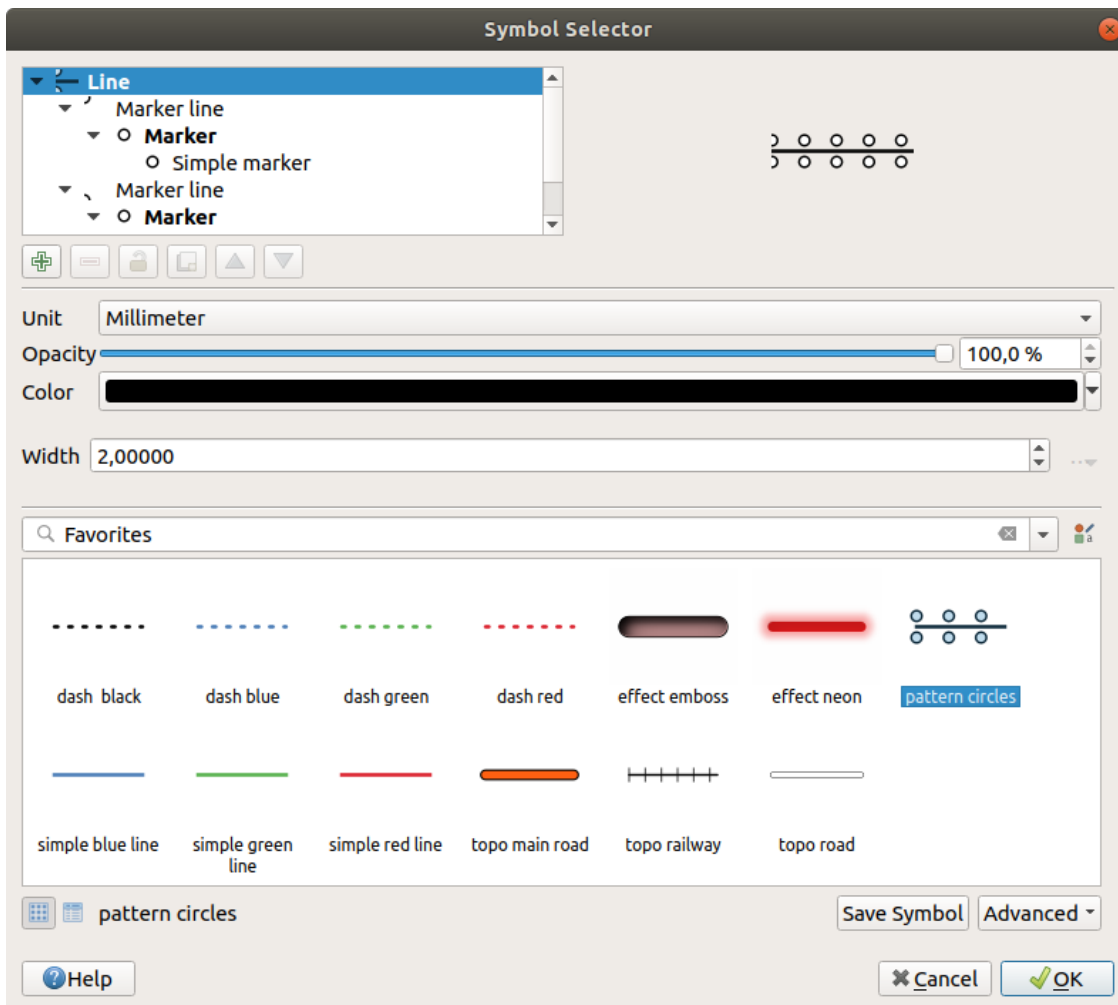 Symbol Selector
Line
Marker line
Marker
Simple marker
Marker line
Marker
Unit Millimeter
Opacity 100,0 %
Color
Width 2,00000
Favorites
dash black dash blue dash green dash red effect emboss effect neon pattern circles
simple blue line simple green line simple red line topo main road topo railway topo road
pattern circles Save Symbol Advanced
Help Cancel OK